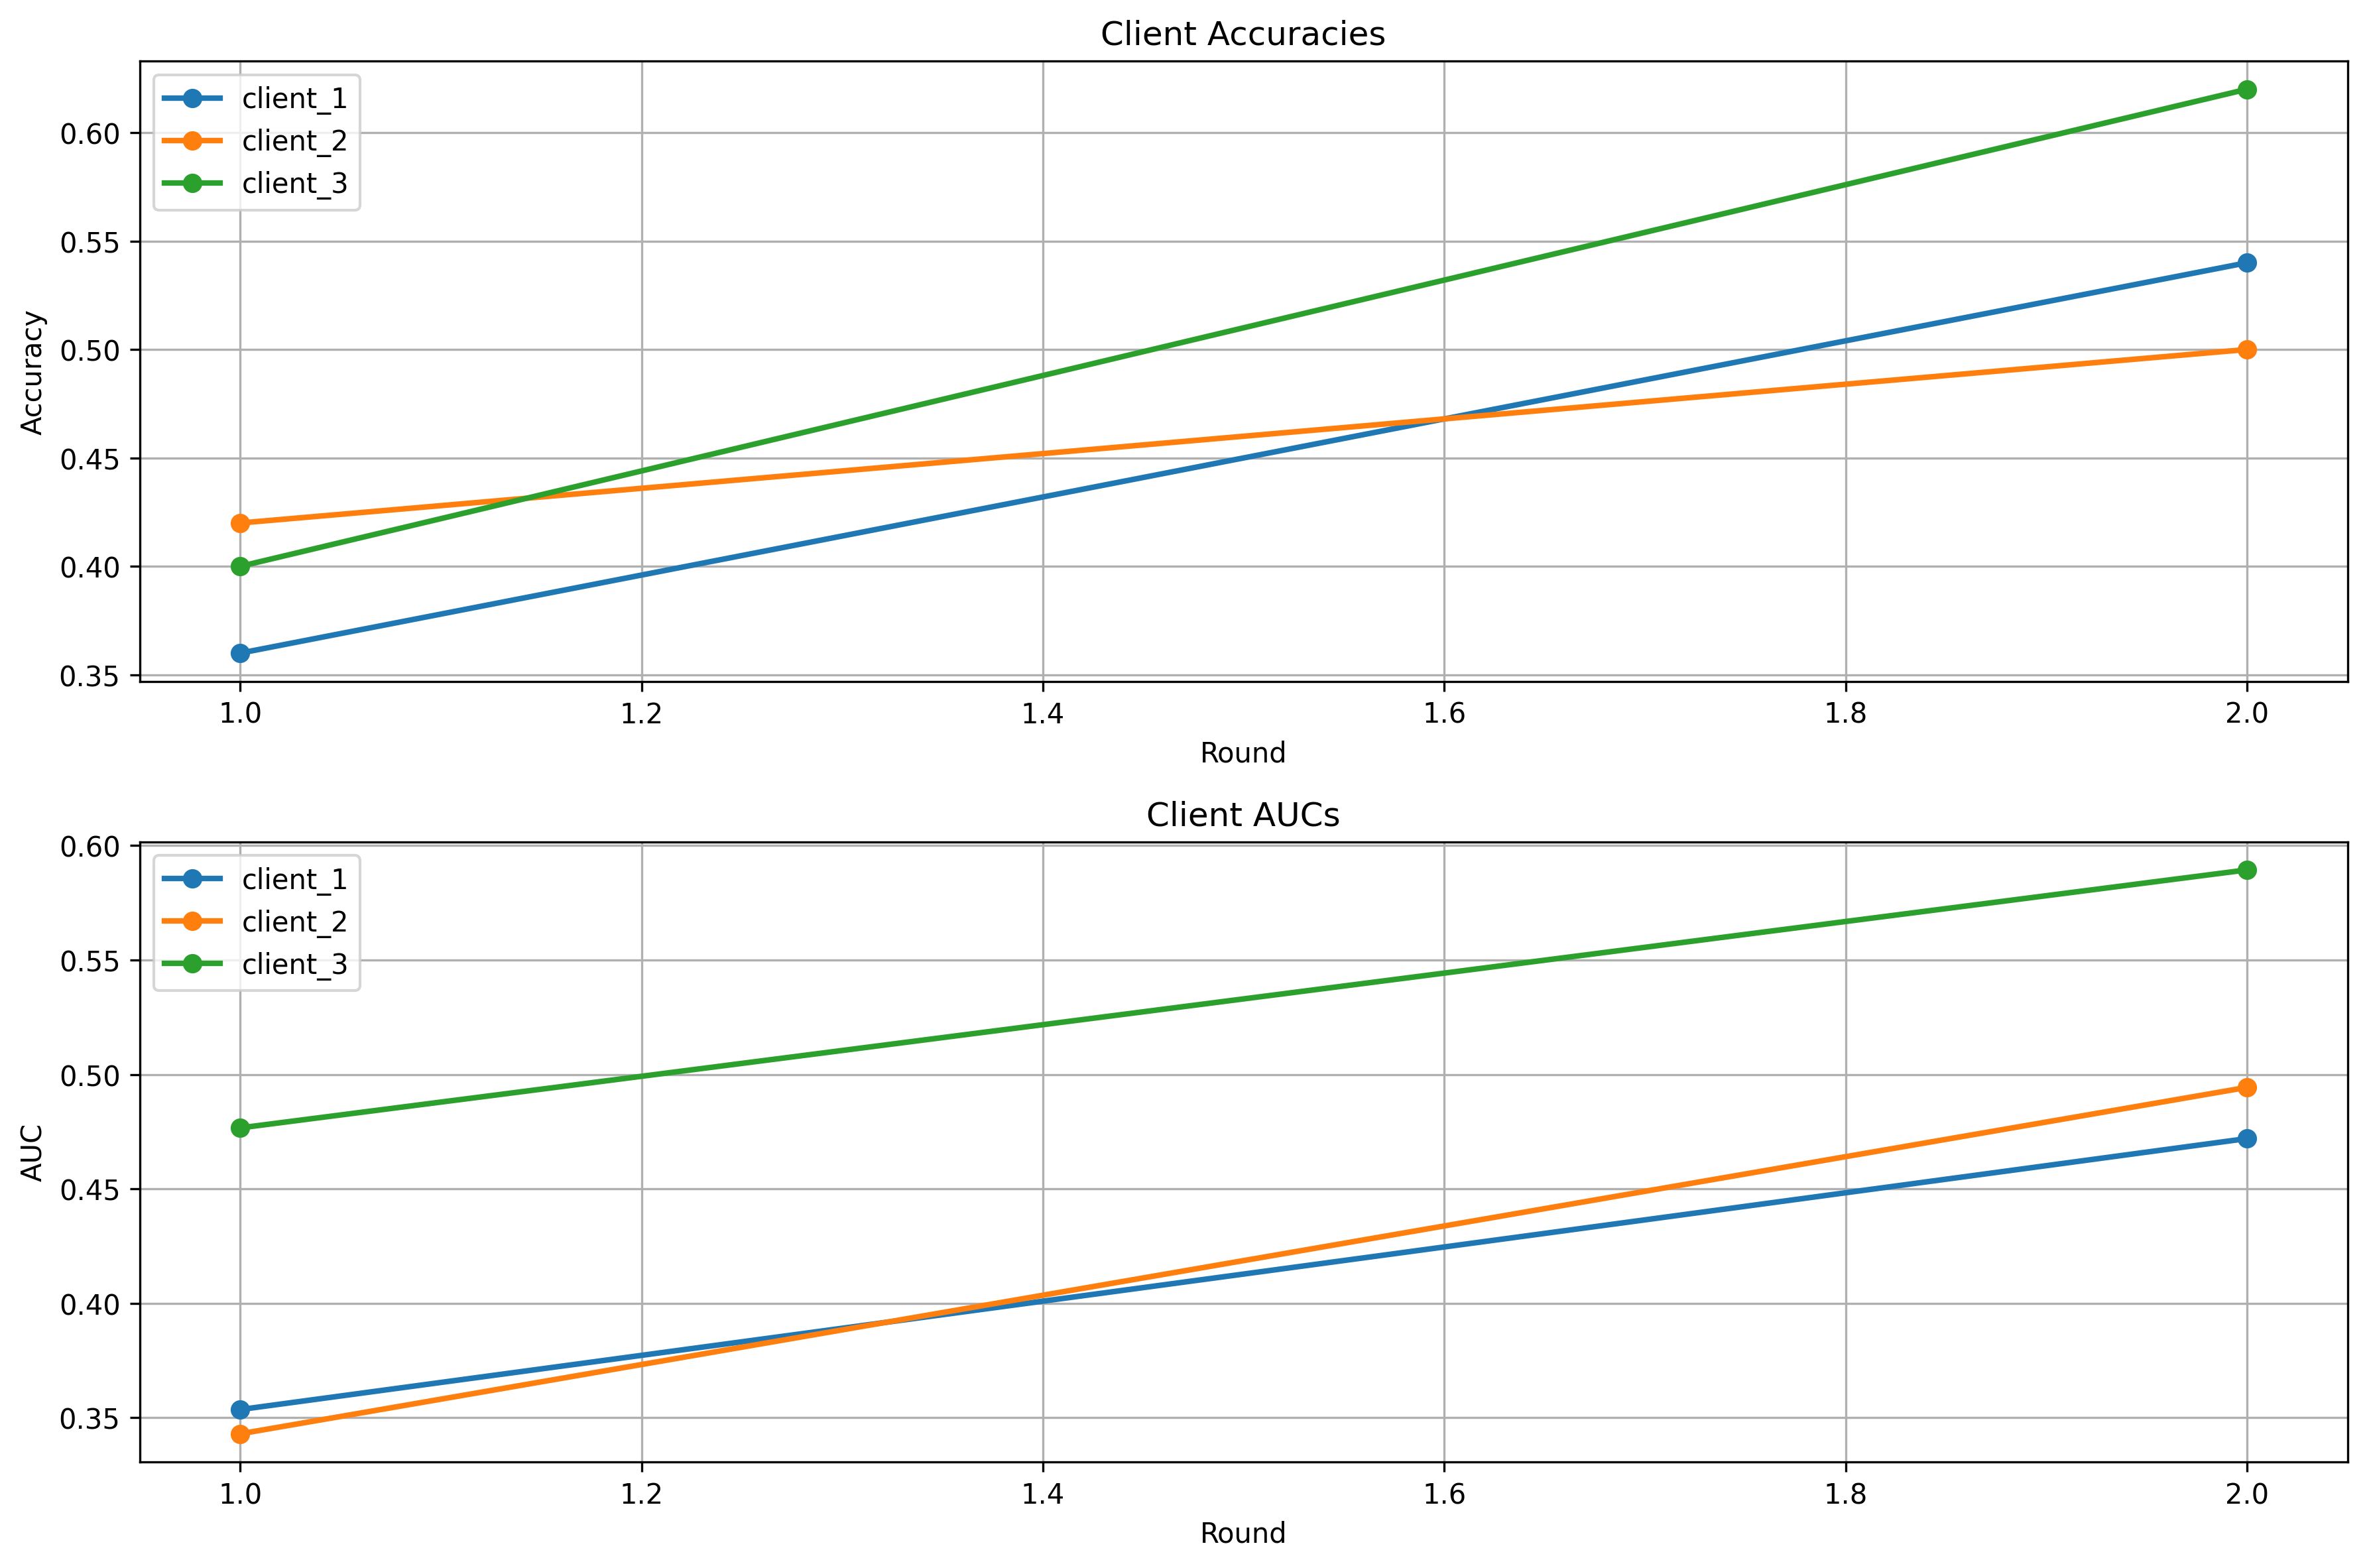 Client Accuracies
client_1
client_2
client_3
0.60
0.55
0.50
0.45
0.40
0.35
Accuracy
1.0 1.2 1.4 1.6 1.8 2.0
Round
Client AUCs
client_1
client_2
client_3
0.60
0.55
0.50
0.45
0.40
0.35
AUC
1.0 1.2 1.4 1.6 1.8 2.0
Round